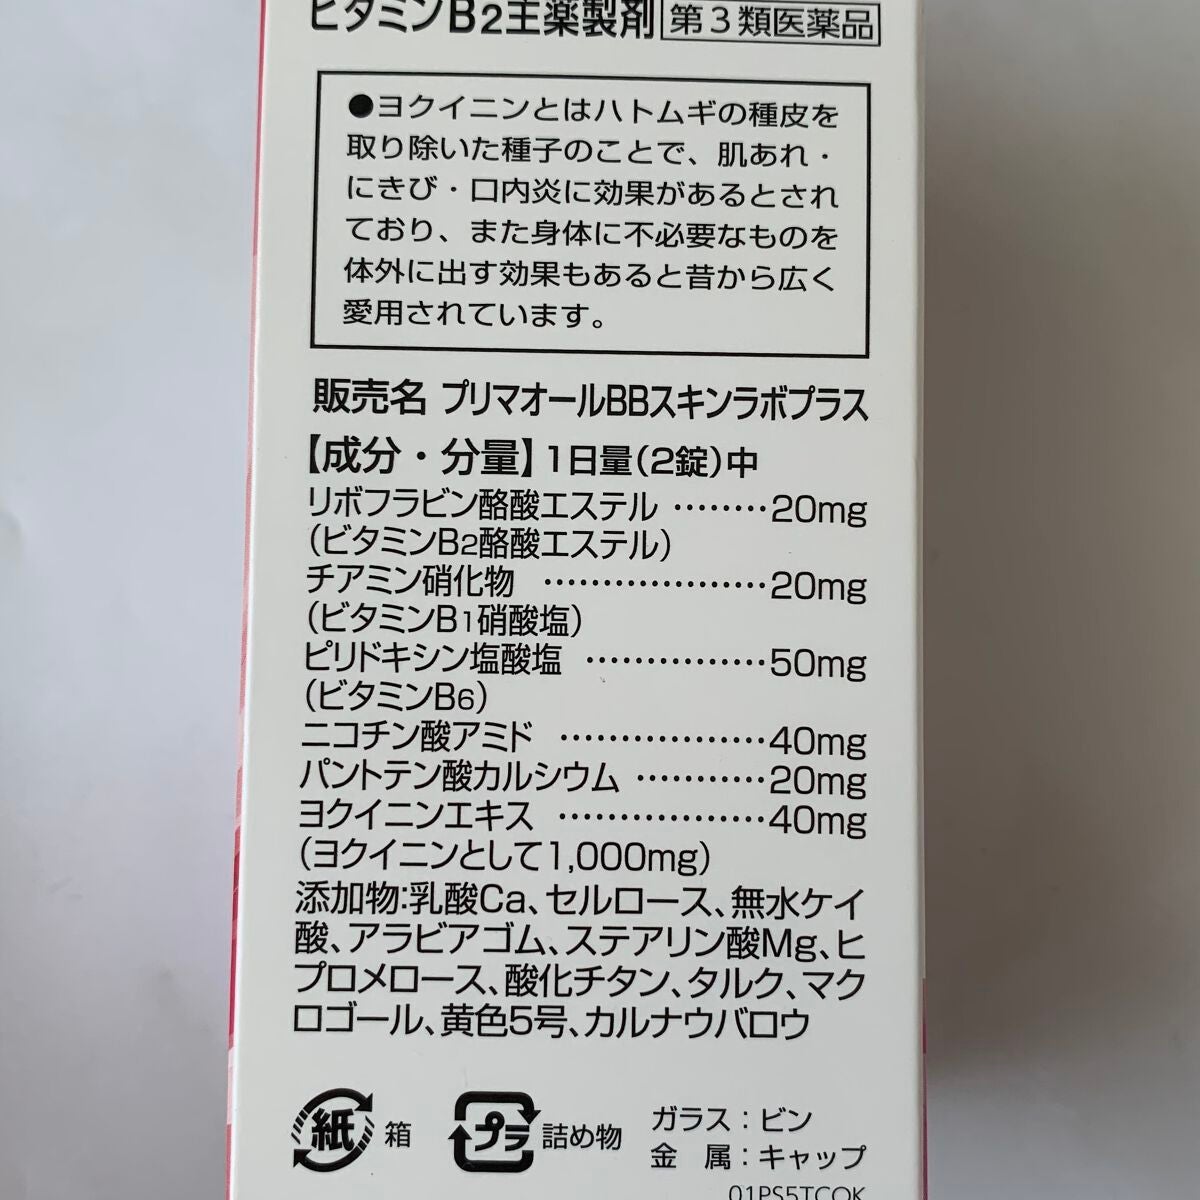 ビタミンB2主薬製剤 第3類医薬品
●ヨクイニンとはハトムギの種皮を
取り除いた種子のことで、肌あれ・
にきび・口内炎に効果があるとされ
ており、また身体に不必要なものを
体外に出す効果もあると昔から広く
愛用されています。
販売名 プリマオールBBスキンラボプラス
【成分・分量】1日量(2錠)中
リボフラビン酪酸エステル ………20mg
(ビタミンB2酪酸エステル)
チアミン硝化物 …………………20mg
(ビタミンB1硝酸塩)
ピリドキシン塩酸塩 ………………50mg
(ビタミンB6)
ニコチン酸アミド …………………40mg
パントテン酸カルシウム …………20mg
ヨクイニンエキス …………………40mg
(ヨクイニンとして1,000mg)
添加物:乳酸Ca、セルロース、無水ケイ
酸、アラビアゴム、ステアリン酸Mg、ヒ
プロメロース、酸化チタン、タルク、マク
ロゴール、黄色5号、カルナウバロウ
紙 箱 プラ 詰め物 ガラス:ビン
金 属:キャップ
01PS5TCOK